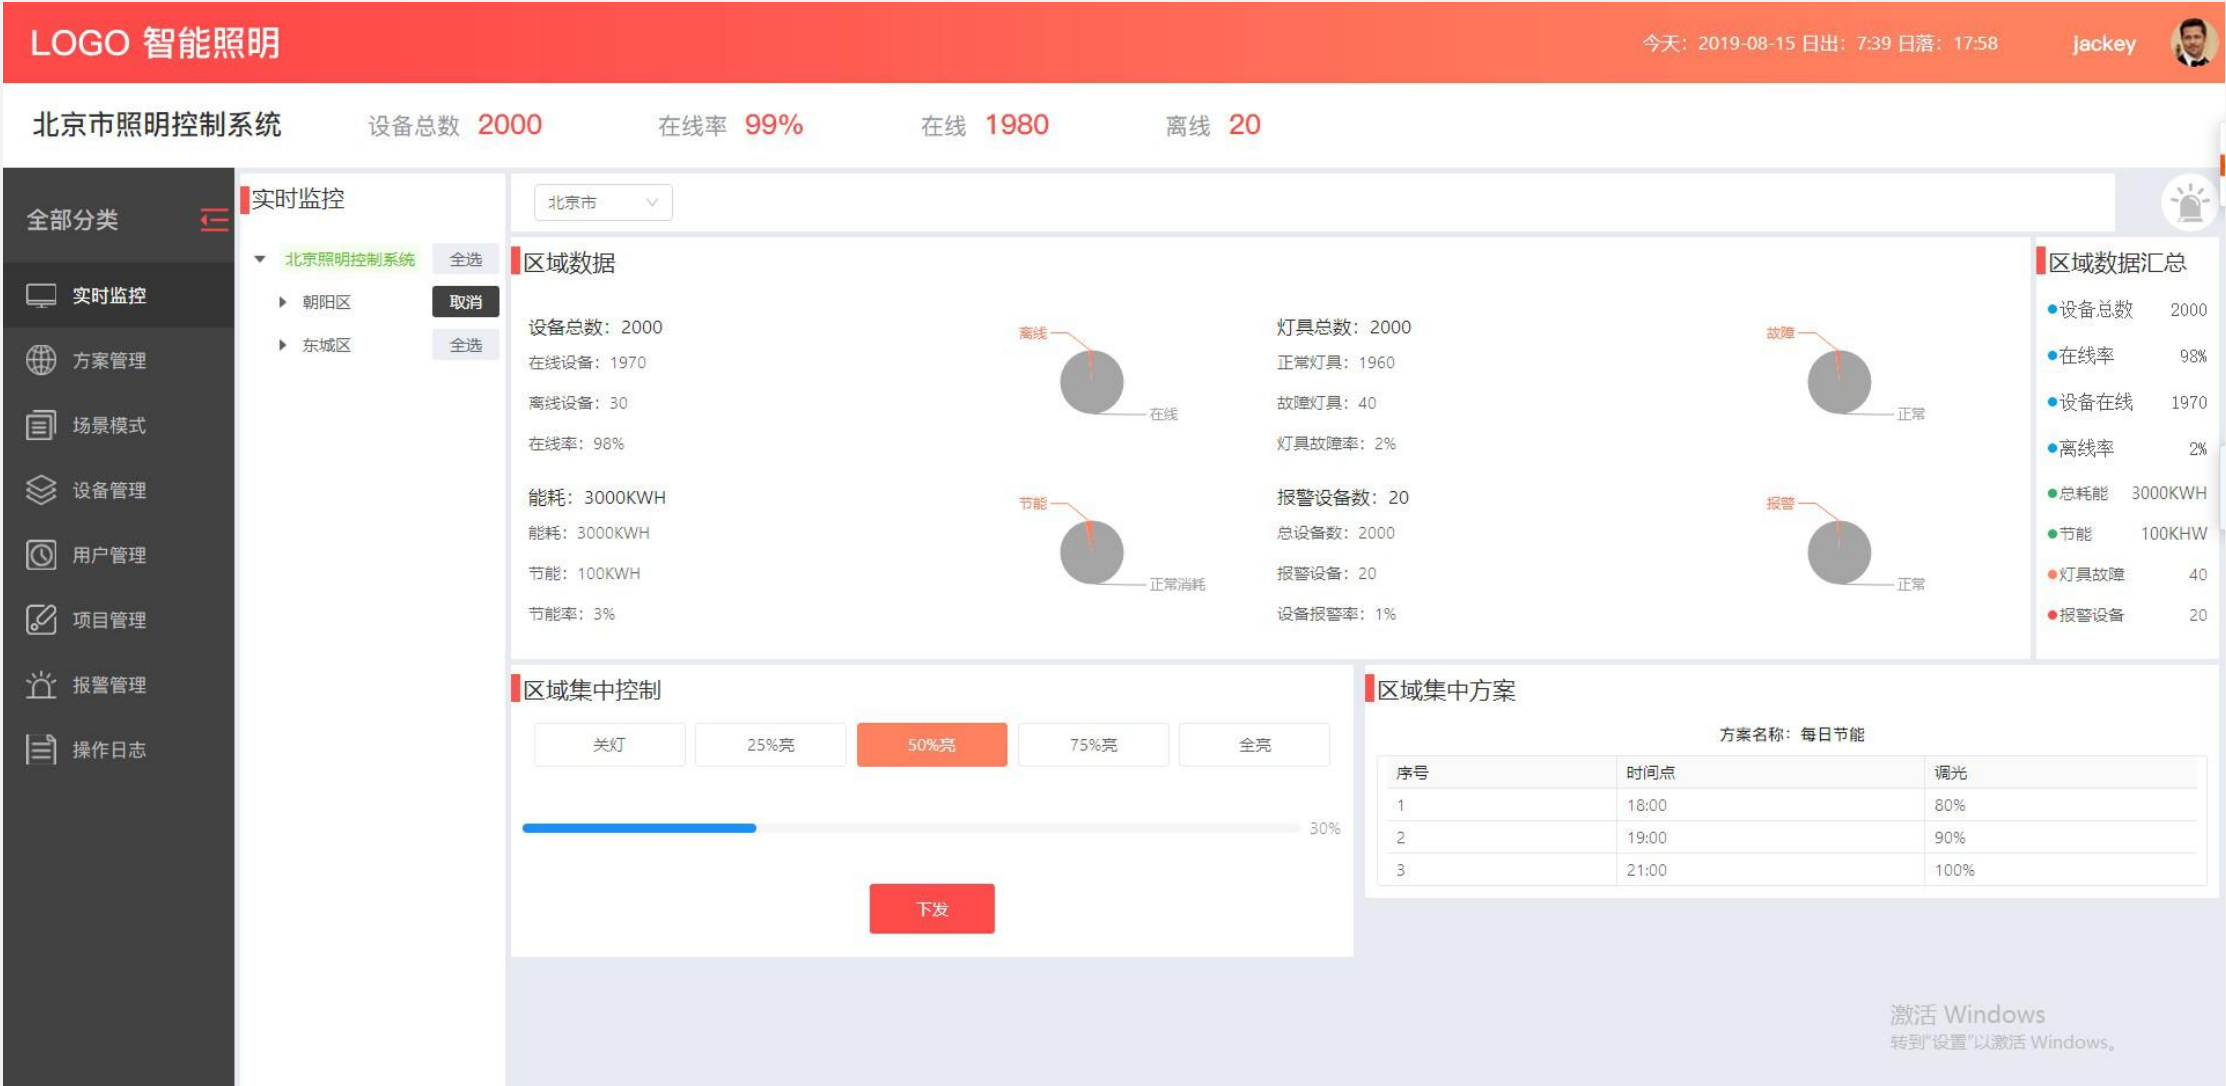 LOGO 智能照明
今天：2019-08-15 日出：7:39 日落：17:58
jackey
北京市照明控制系统
设备总数 2000
在线率 99%
在线 1980
离线 20
全部分类
实时监控
方案管理
场景模式
设备管理
用户管理
项目管理
报警管理
操作日志
实时监控
北京照明控制系统 全选
朝阳区 取消
东城区 全选
北京市
区域数据
设备总数：2000
在线设备：1970
离线设备：30
在线率：98%
离线
在线
灯具总数：2000
正常灯具：1960
故障灯具：40
灯具故障率：2%
故障
正常
能耗：3000KWH
能耗：3000KWH
节能：100KWH
节能率：3%
节能
正常消耗
报警设备数：20
总设备数：2000
报警设备：20
设备报警率：1%
报警
正常
区域数据汇总
设备总数 2000
在线率 98%
设备在线 1970
离线率 2%
总耗能 3000KWH
节能 100KHW
灯具故障 40
报警设备 20
区域集中控制
关灯 25%亮 50%亮 75%亮 全亮
30%
下发
区域集中方案
方案名称：每日节能
序号 时间点 调光
1 18:00 80%
2 19:00 90%
3 21:00 100%
激活 Windows
转到"设置"以激活 Windows。